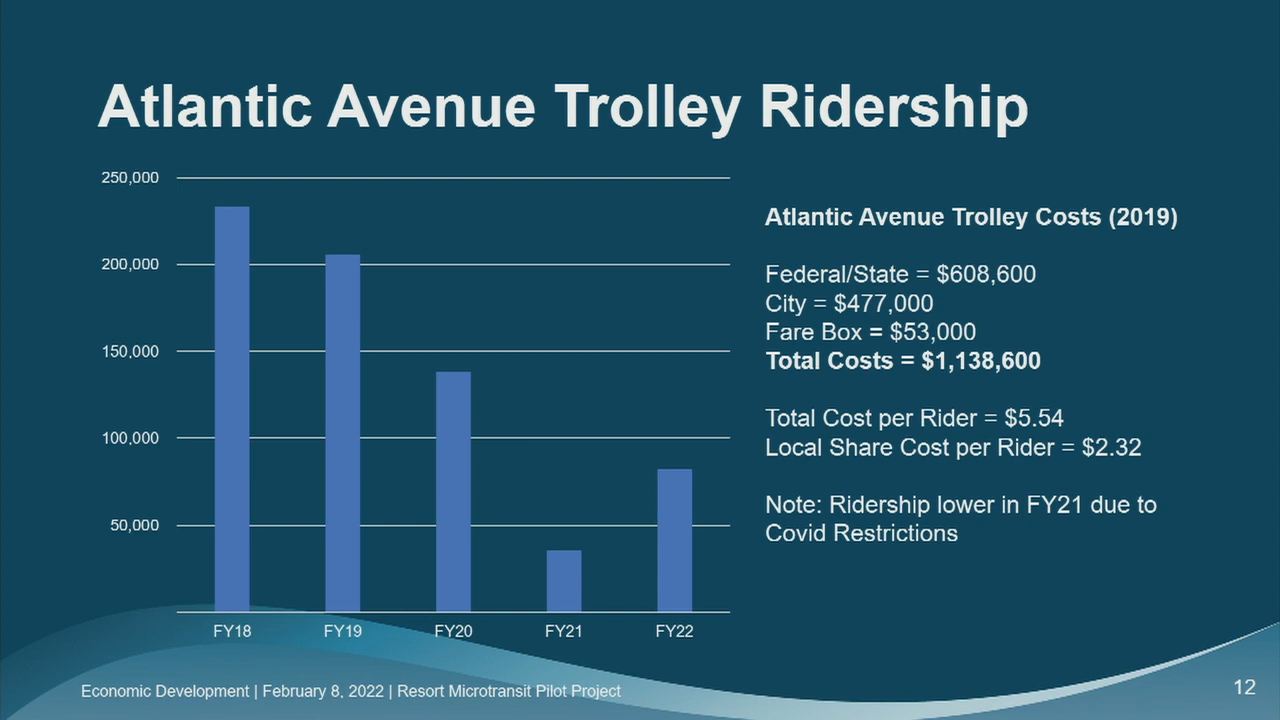 Atlantic Avenue Trolley Ridership
250,000
200,000
150,000
100,000
50,000
FY18 FY19 FY20 FY21 FY22
Atlantic Avenue Trolley Costs (2019)
Federal/State = $608,600
City = $477,000
Fare Box = $53,000
Total Costs = $1,138,600
Total Cost per Rider = $5.54
Local Share Cost per Rider = $2.32
Note: Ridership lower in FY21 due to
Covid Restrictions
Economic Development | February 8, 2022 | Resort Microtransit Pilot Project
12